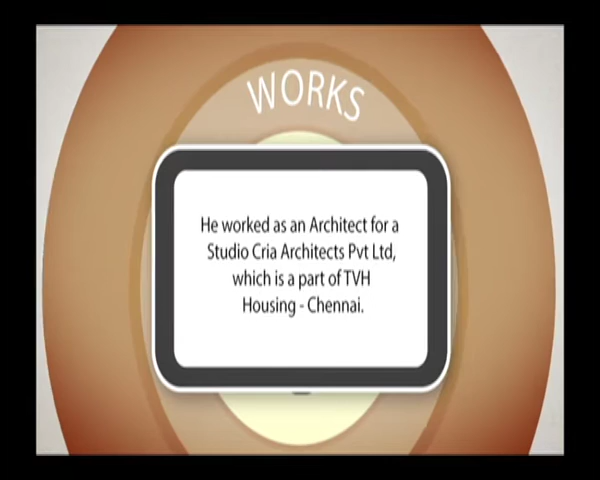 WORKS
He worked as an Architect for a
Studio Cria Architects Pvt Ltd,
which is a part of TVH
Housing - Chennai.